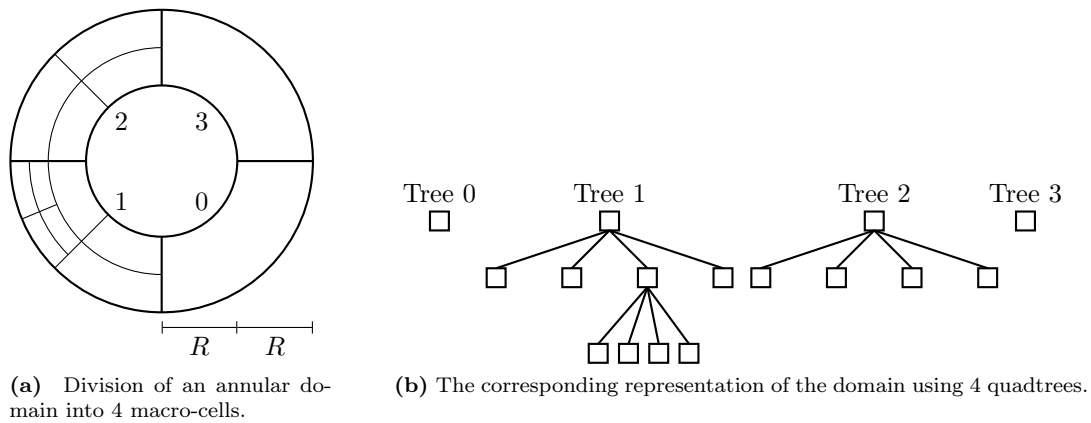 2 3
1 0
R R
(a) Division of an annular do-
main into 4 macro-cells.
Tree 0 Tree 1 Tree 2 Tree 3
(b) The corresponding representation of the domain using 4 quadtrees.